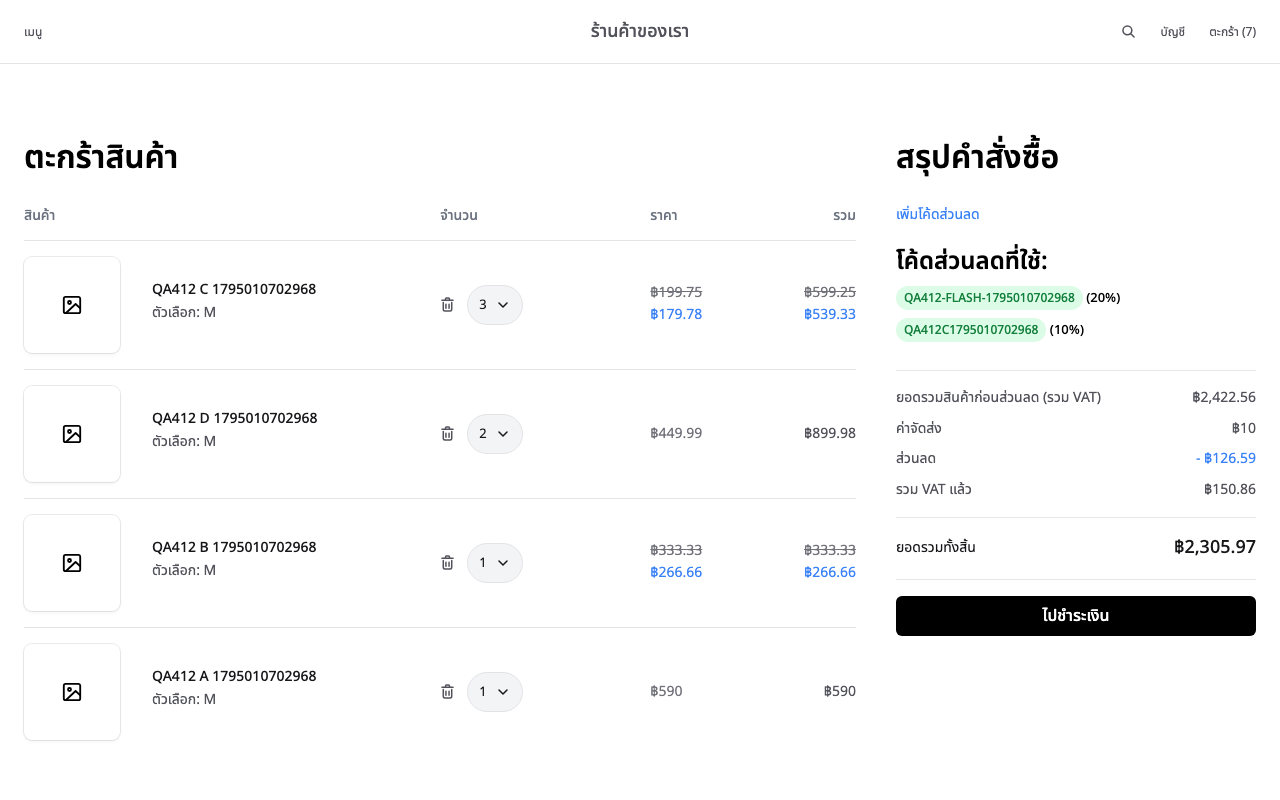 เมนู
ร้านค้าของเรา
บัญชี
ตะกร้า (7)
ตะกร้าสินค้า
สินค้า
จำนวน
ราคา
รวม
QA412 C 1795010702968
ตัวเลือก: M
3
฿199.75
฿179.78
฿599.25
฿539.33
QA412 D 1795010702968
ตัวเลือก: M
2
฿449.99
฿899.98
QA412 B 1795010702968
ตัวเลือก: M
1
฿333.33
฿266.66
฿333.33
฿266.66
QA412 A 1795010702968
ตัวเลือก: M
1
฿590
฿590
สรุปคำสั่งซื้อ
เพิ่มโค้ดส่วนลด
โค้ดส่วนลดที่ใช้:
QA412-FLASH-1795010702968 (20%)
QA412C1795010702968 (10%)
ยอดรวมสินค้าก่อนส่วนลด (รวม VAT) ฿2,422.56
ค่าจัดส่ง ฿10
ส่วนลด - ฿126.59
รวม VAT แล้ว ฿150.86
ยอดรวมทั้งสิ้น ฿2,305.97
ไปชำระเงิน